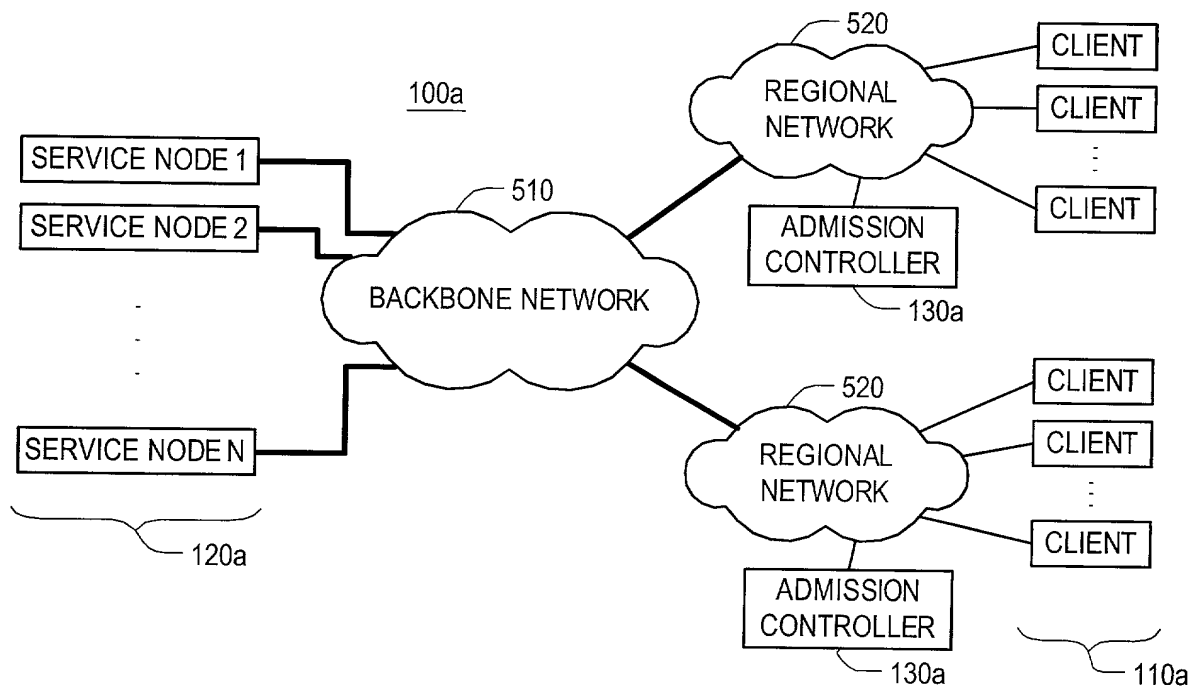 100a
SERVICE NODE 1
SERVICE NODE 2
SERVICE NODE N
120a
510
BACKBONE NETWORK
520
REGIONAL
NETWORK
ADMISSION
CONTROLLER
130a
CLIENT
CLIENT
CLIENT
520
REGIONAL
NETWORK
ADMISSION
CONTROLLER
130a
CLIENT
CLIENT
CLIENT
110a